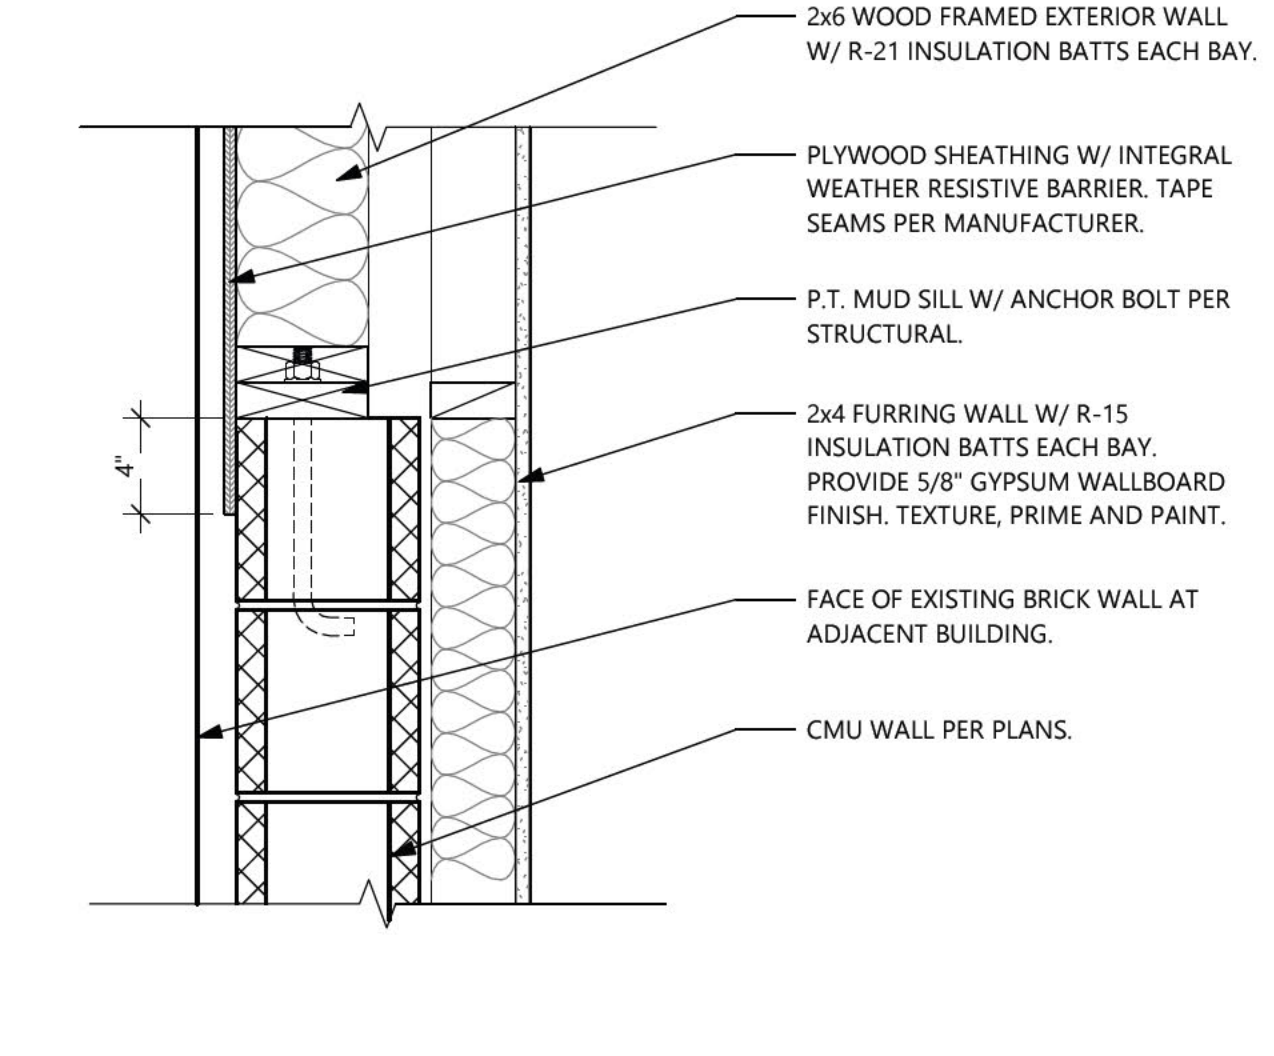 2x6 WOOD FRAMED EXTERIOR WALL
W/ R-21 INSULATION BATTS EACH BAY.
PLYWOOD SHEATHING W/ INTEGRAL
WEATHER RESISTIVE BARRIER. TAPE
SEAMS PER MANUFACTURER.
P.T. MUD SILL W/ ANCHOR BOLT PER
STRUCTURAL.
2x4 FURRING WALL W/ R-15
INSULATION BATTS EACH BAY.
PROVIDE 5/8" GYPSUM WALLBOARD
FINISH. TEXTURE, PRIME AND PAINT.
4"
FACE OF EXISTING BRICK WALL AT
ADJACENT BUILDING.
CMU WALL PER PLANS.